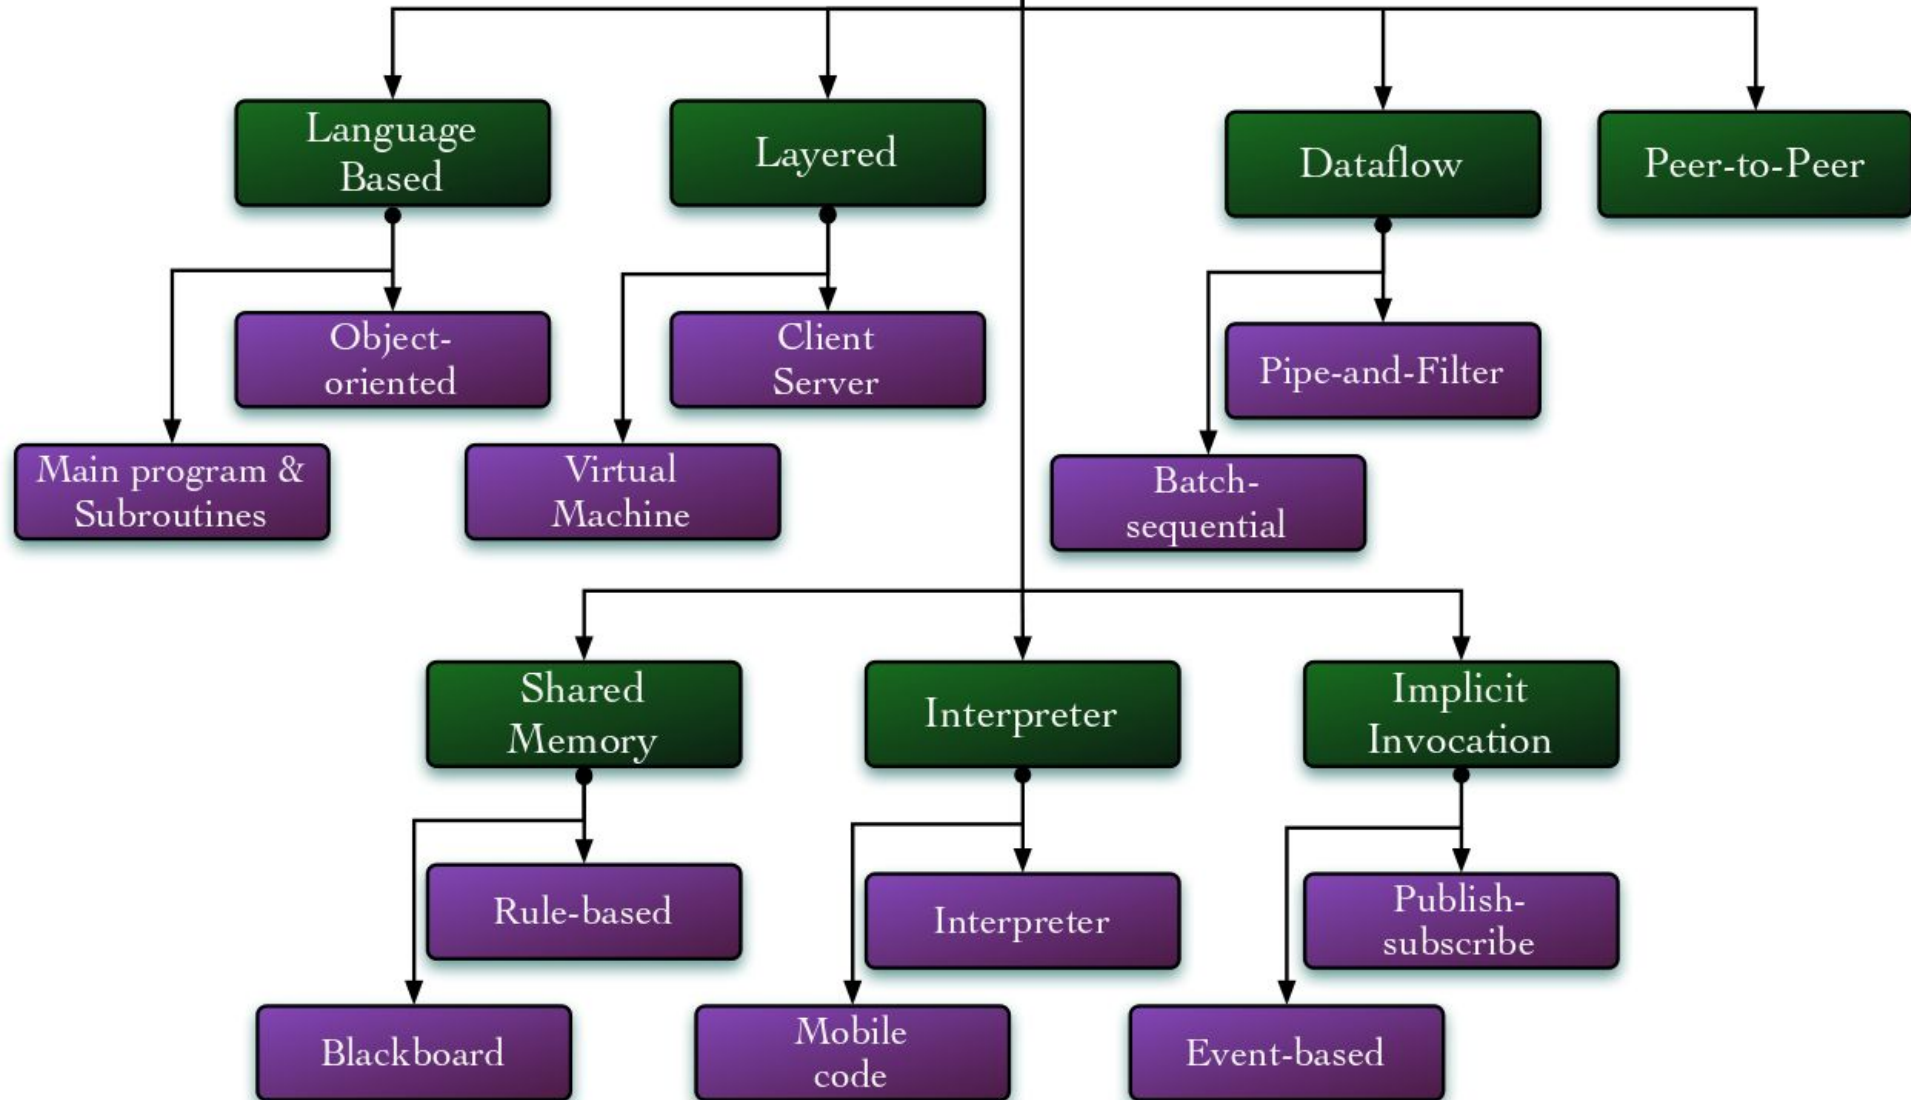 Language
Based
Layered
Dataflow
Peer-to-Peer
Object-
oriented
Client
Server
Pipe-and-Filter
Main program &
Subroutines
Virtual
Machine
Batch-
sequential
Shared
Memory
Interpreter
Implicit
Invocation
Rule-based
Interpreter
Publish-
subscribe
Blackboard
Mobile
code
Event-based